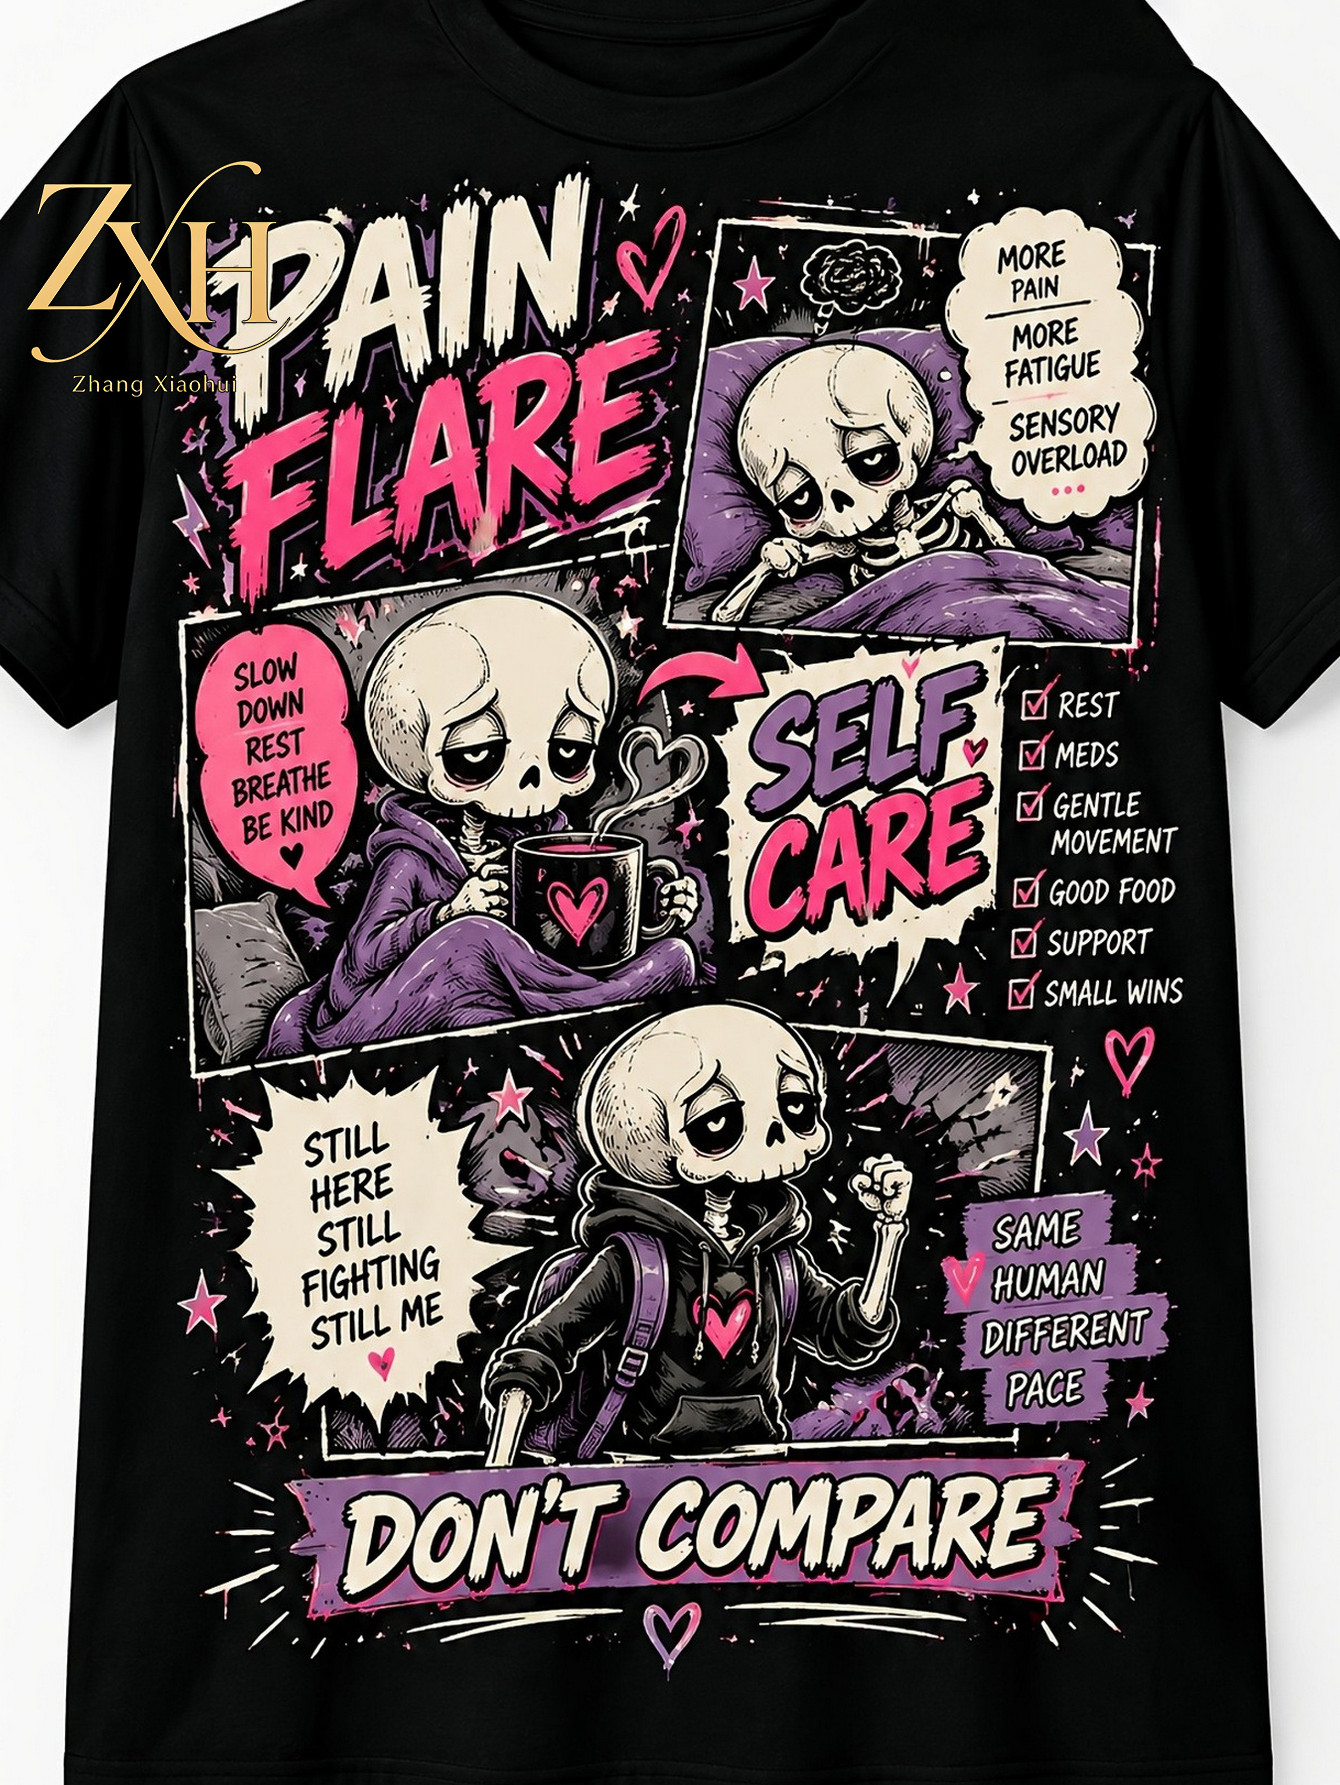 ZXH
Zhang Xiaohui
PAIN
FLARE
MORE
PAIN
MORE
FATIGUE
SENSORY
OVERLOAD
...
SLOW
DOWN
REST
BREATHE
BE KIND
SELF
CARE
REST
MEDS
GENTLE
MOVEMENT
GOOD FOOD
SUPPORT
SMALL WINS
STILL
HERE
STILL
FIGHTING
STILL ME
SAME
HUMAN
DIFFERENT
PACE
DON'T COMPARE